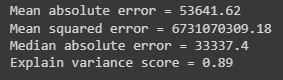 Mean absolute error = 53641.62
Mean squared error = 6731070309.18
Median absolute error = 33337.4
Explain variance score = 0.89